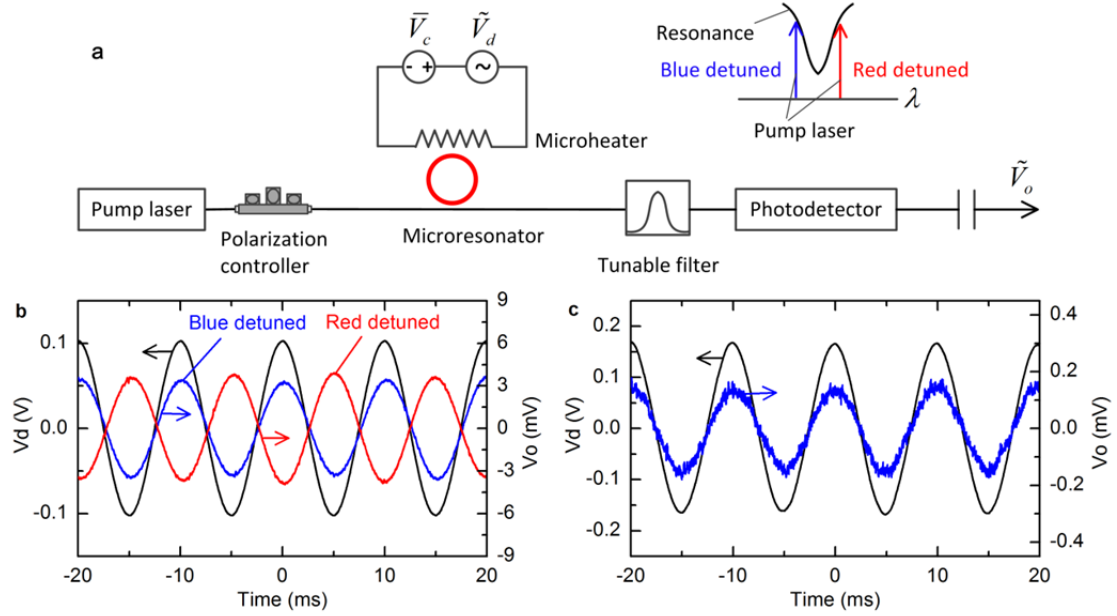 a
V̄c
Ṽd
- +
~
Microheater
Resonance
Blue detuned
Red detuned
λ
Pump laser
Pump laser
Polarization
controller
Microresonator
Tunable filter
Photodetector
Ṽo
b
Blue detuned
Red detuned
Vd (V)
0.1
0.0
-0.1
Vo (mV)
9
6
3
0
-3
-6
-9
-20
-10
0
10
20
Time (ms)
c
Vd (V)
0.2
0.1
0.0
-0.1
-0.2
Vo (mV)
0.4
0.2
0.0
-0.2
-0.4
-20
-10
0
10
20
Time (ms)